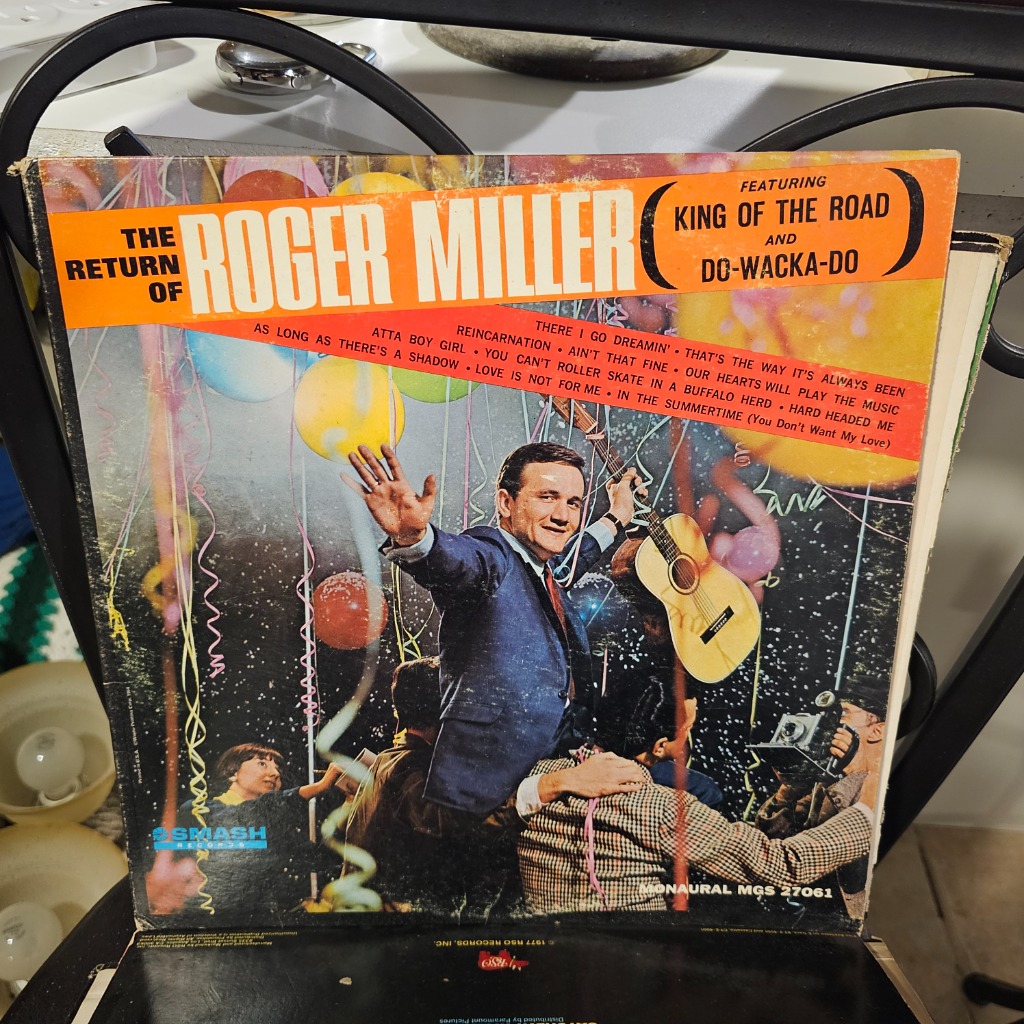 THE
RETURN
OF
ROGER MILLER
FEATURING
(KING OF THE ROAD
AND
DO-WACKA-DO)
THERE I GO DREAMIN' • THAT'S THE WAY IT'S ALWAYS BEEN
REINCARNATION • AIN'T THAT FINE • OUR HEARTS WILL PLAY THE MUSIC
ATTA BOY GIRL • YOU CAN'T ROLLER SKATE IN A BUFFALO HERD • HARD HEADED ME
AS LONG AS THERE'S A SHADOW • LOVE IS NOT FOR ME • IN THE SUMMERTIME (You Don't Want My Love)
SMASH
RECORDS
MONAURAL MGS 27061
© 1977 RSO RECORDS, INC.
RSO
Distributed by Paramount Pictures